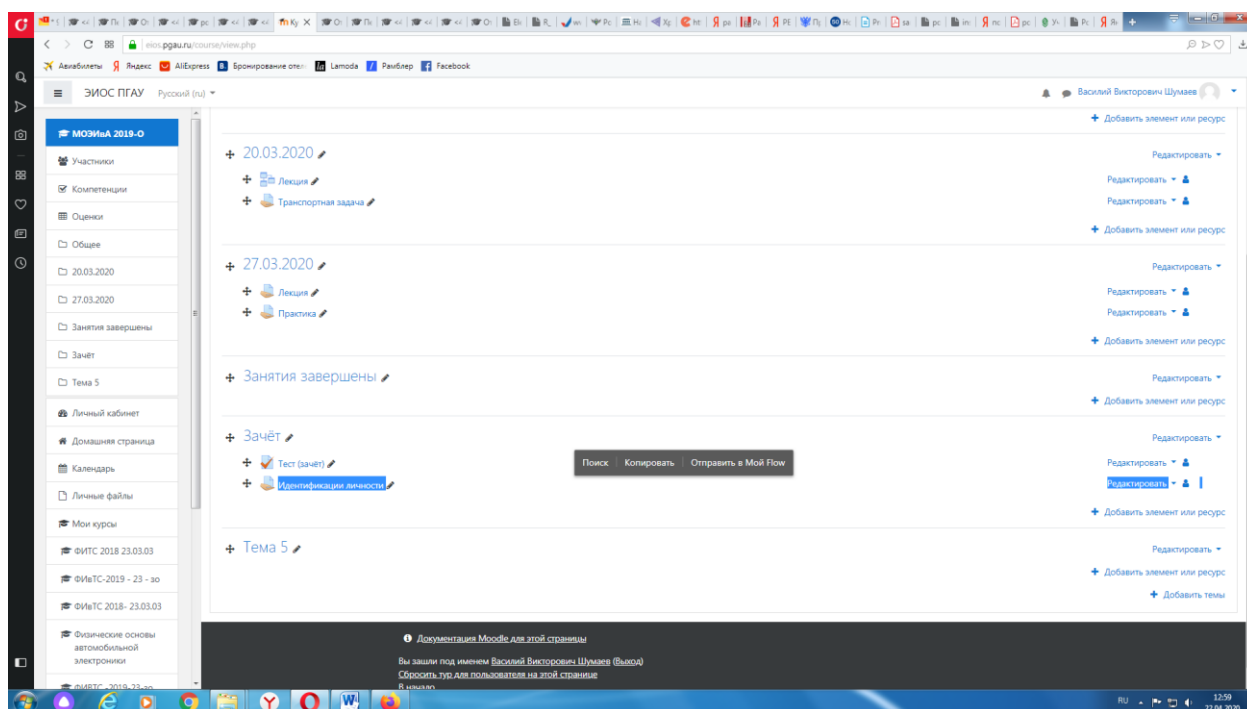 eios.pgau.ru/course/view.php
Авиабилеты Яндекс AliExpress Бронирование отел Lamoda Рамблер Facebook
ЭИОС ПГАУ Русский (ru)
Василий Викторович Шумаев
МОЭИвА 2019-О
Участники
Компетенции
Оценки
Общее
20.03.2020
27.03.2020
Занятия завершены
Зачёт
Тема 5
Личный кабинет
Домашняя страница
Календарь
Личные файлы
Мои курсы
ФИТС 2018 23.03.03
ФИвТС-2019 - 23 - зо
ФИвТС 2018- 23.03.03
Физические основы
автомобильной
электроники
Добавить элемент или ресурс
20.03.2020 Редактировать
Лекция Редактировать
Транспортная задача Редактировать
Добавить элемент или ресурс
27.03.2020 Редактировать
Лекция Редактировать
Практика Редактировать
Добавить элемент или ресурс
Занятия завершены Редактировать
Добавить элемент или ресурс
Зачёт Редактировать
Поиск Копировать Отправить в Мой Flow
Тест (зачёт) Редактировать
Идентификации личности Редактировать
Добавить элемент или ресурс
Тема 5 Редактировать
Добавить элемент или ресурс
Добавить темы
Документация Moodle для этой страницы
Вы зашли под именем Василий Викторович Шумаев (Выход)
Сбросить тур для пользователя на этой странице
В начало
RU 12:59
22.04.2020